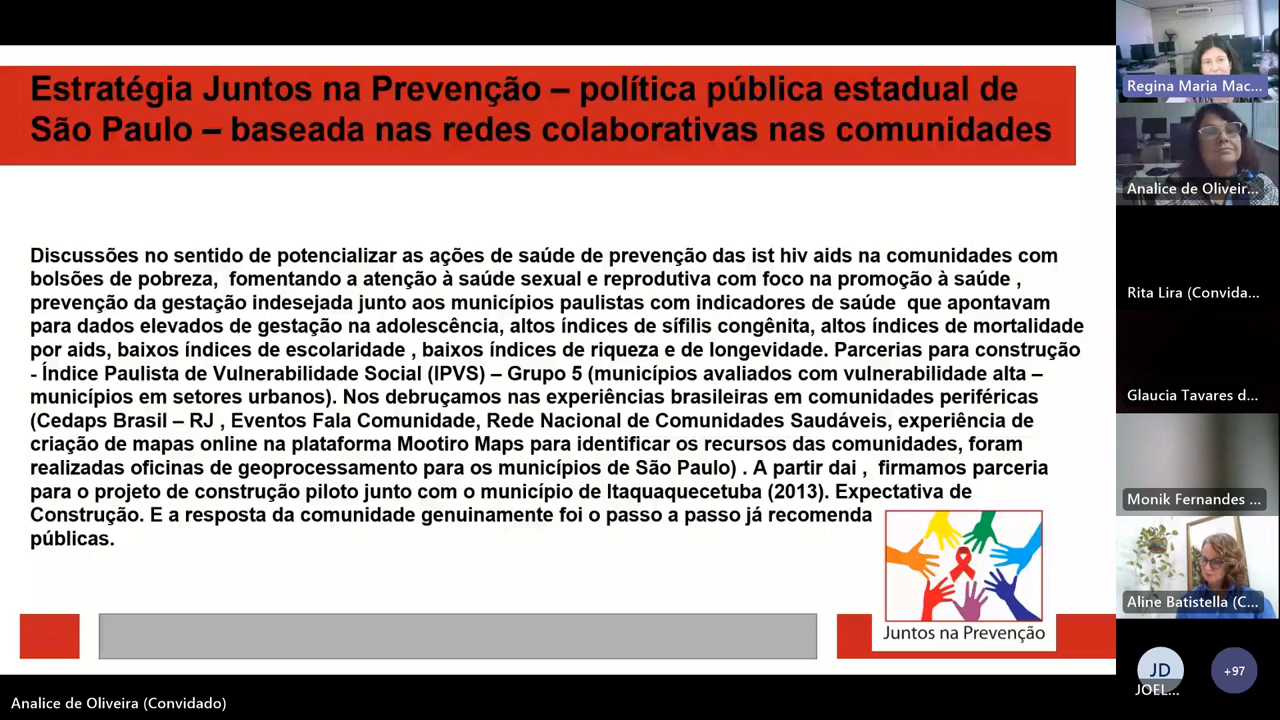 Estratégia Juntos na Prevenção – política pública estadual de
São Paulo – baseada nas redes colaborativas nas comunidades
Discussões no sentido de potencializar as ações de saúde de prevenção das ist hiv aids na comunidades com
bolsões de pobreza, fomentando a atenção à saúde sexual e reprodutiva com foco na promoção à saúde ,
prevenção da gestação indesejada junto aos municípios paulistas com indicadores de saúde que apontavam
para dados elevados de gestação na adolescência, altos índices de sífilis congênita, altos índices de mortalidade
por aids, baixos índices de escolaridade , baixos índices de riqueza e de longevidade. Parcerias para construção
- Índice Paulista de Vulnerabilidade Social (IPVS) – Grupo 5 (municípios avaliados com vulnerabilidade alta –
municípios em setores urbanos). Nos debruçamos nas experiências brasileiras em comunidades periféricas
(Cedaps Brasil – RJ , Eventos Fala Comunidade, Rede Nacional de Comunidades Saudáveis, experiência de
criação de mapas online na plataforma Mootiro Maps para identificar os recursos das comunidades, foram
realizadas oficinas de geoprocessamento para os municípios de São Paulo) . A partir dai , firmamos parceria
para o projeto de construção piloto junto com o município de Itaquaquecetuba (2013). Expectativa de
Construção. E a resposta da comunidade genuinamente foi o passo a passo já recomenda
públicas.
Juntos na Prevenção
Analice de Oliveira (Convidado)
Regina Maria Mac...
Analice de Oliveir...
Rita Lira (Convida...
Glaucia Tavares d...
Monik Fernandes ...
Aline Batistella (C...
JD
JOEL...
+97